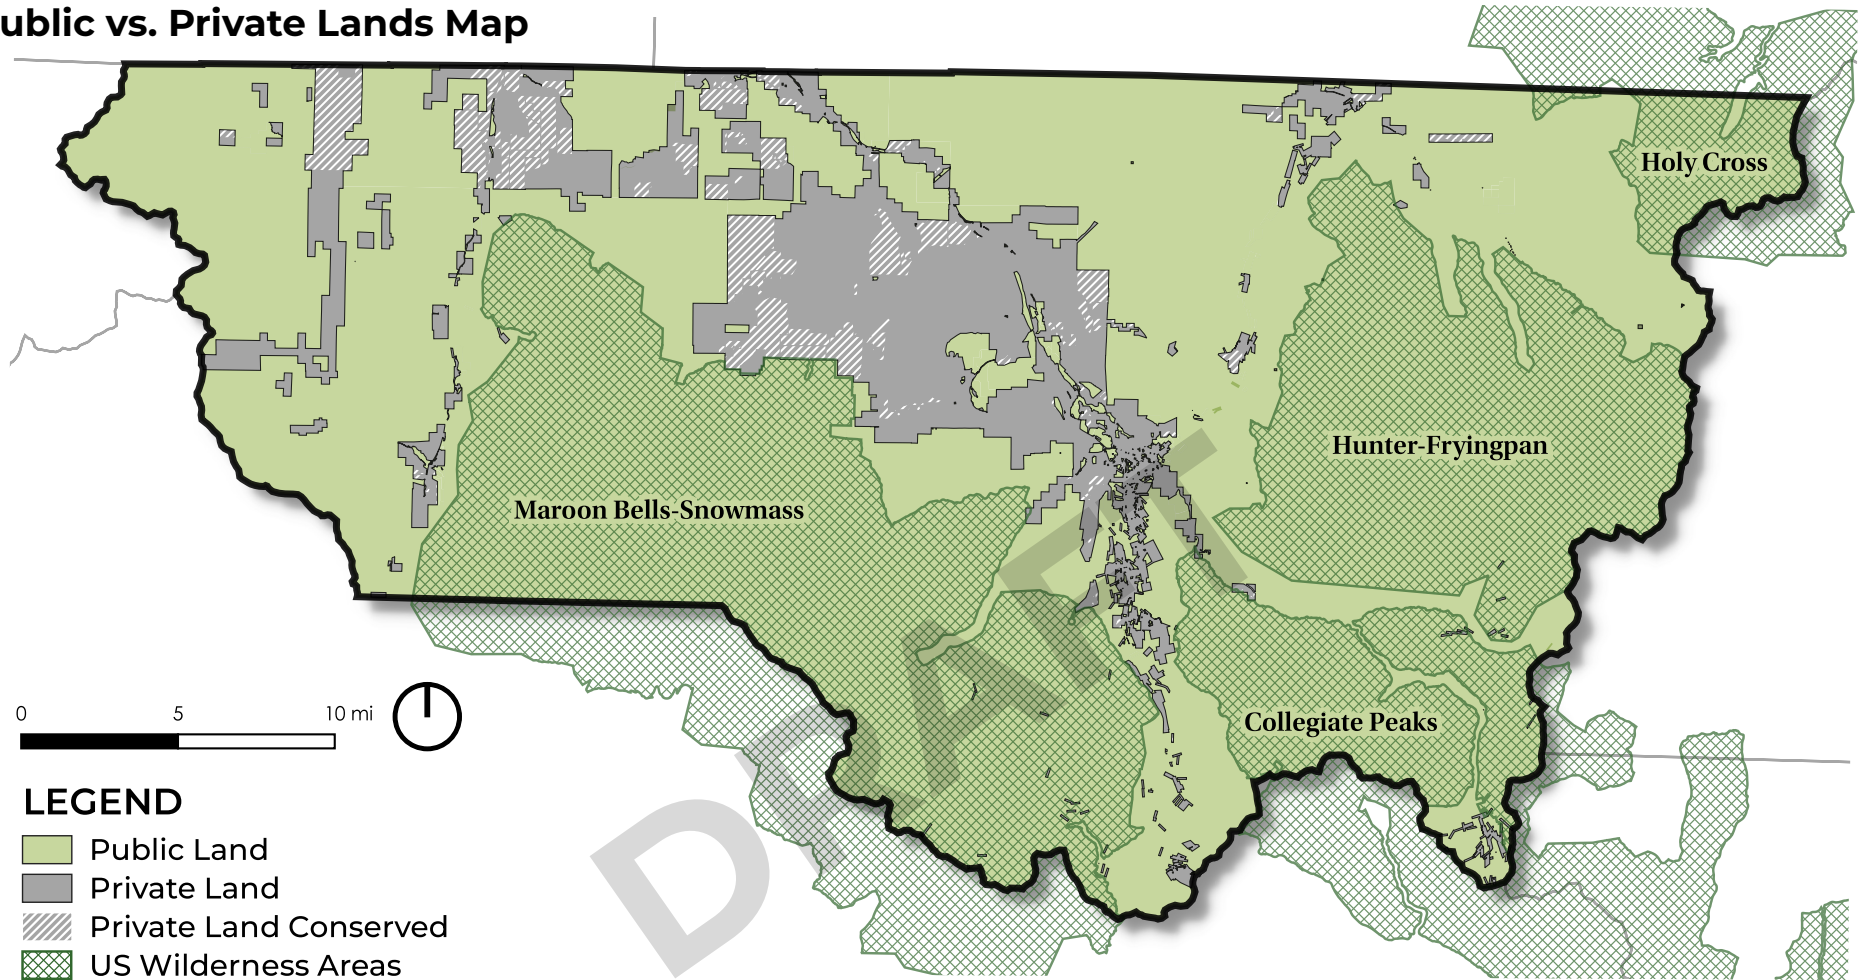 ublic vs. Private Lands Map
Holy Cross
Hunter-Fryingpan
Maroon Bells-Snowmass
Collegiate Peaks
DRAFT
0 5 10 mi
LEGEND
Public Land
Private Land
Private Land Conserved
US Wilderness Areas